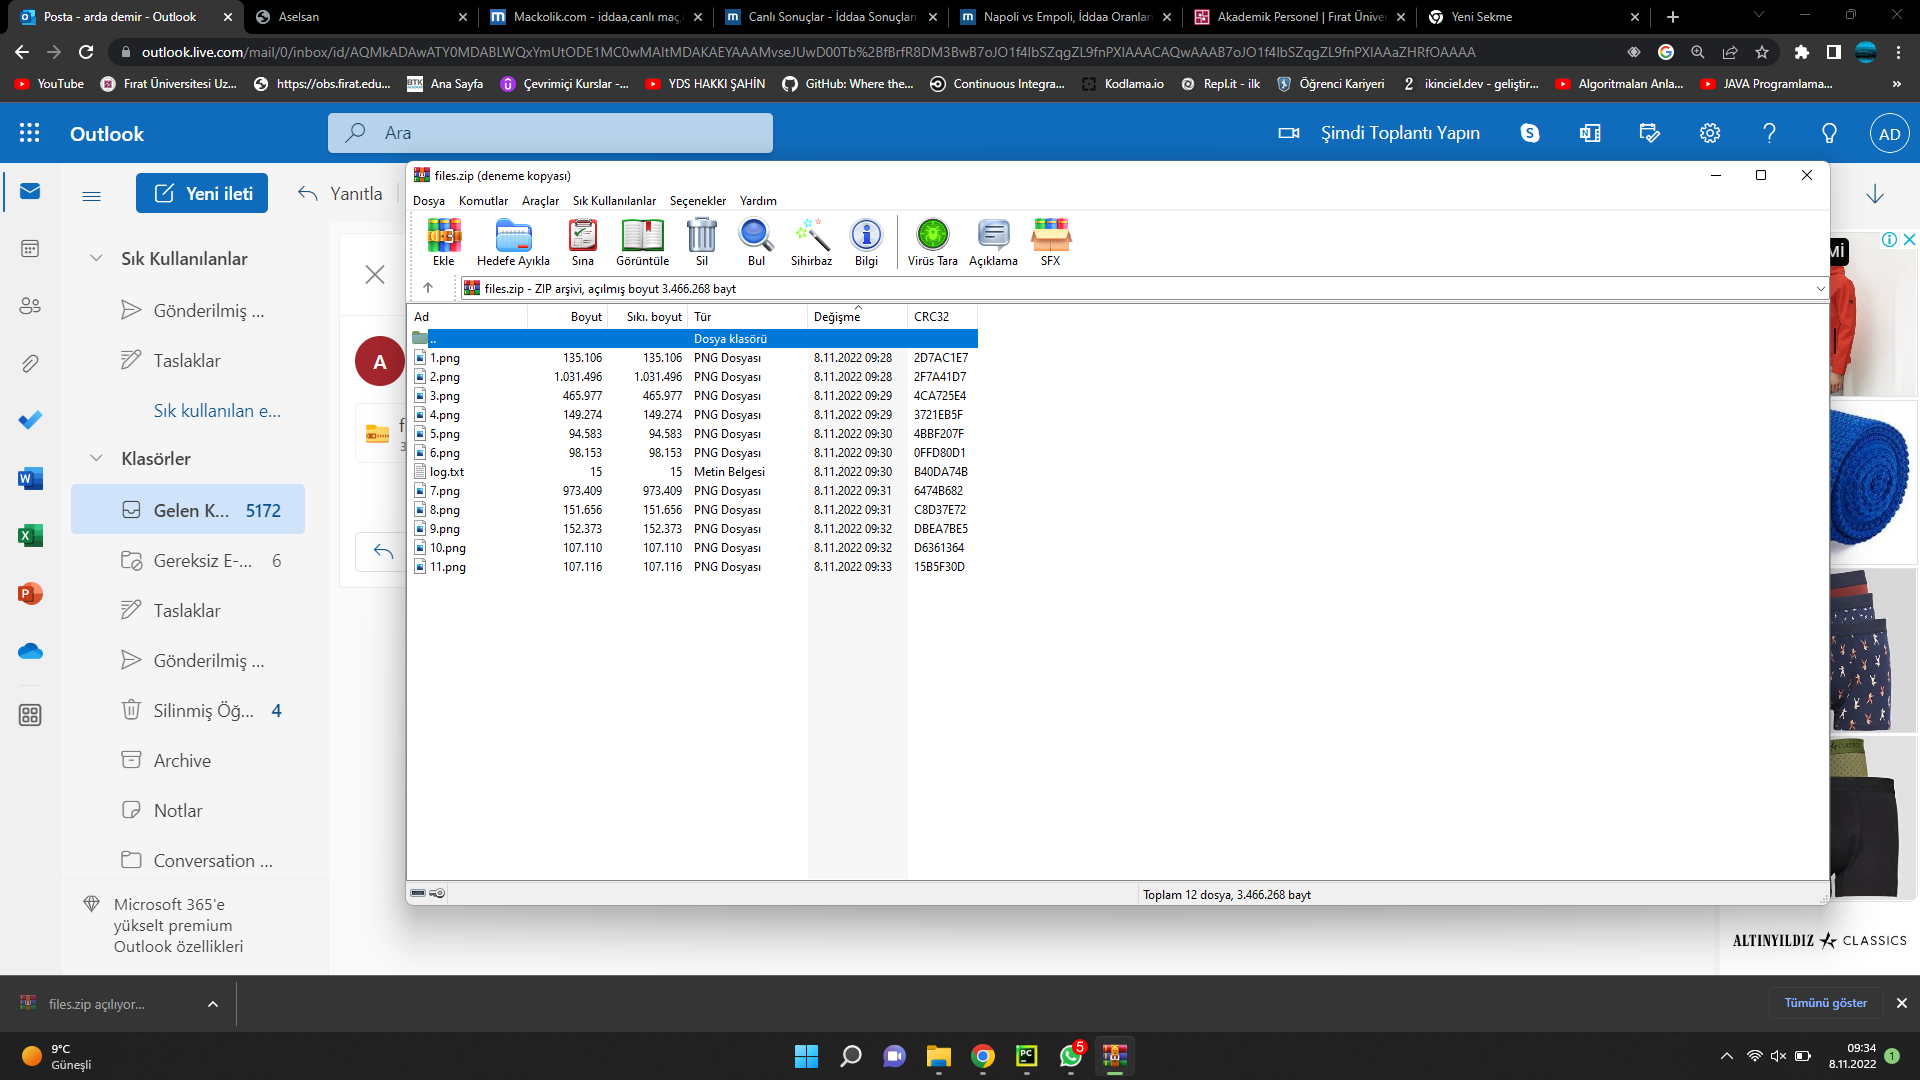 Posta - arda demir - Outlook
Aselsan
Mackolik.com - iddaa,canlı maç,i
Canlı Sonuçlar - İddaa Sonuçları
Napoli vs Empoli, İddaa Oranları
Akademik Personel | Fırat Üniver
Yeni Sekme
YouTube
Fırat Üniversitesi Uz...
https://obs.firat.edu...
BTK
Ana Sayfa
Çevrimiçi Kurslar -...
YDS HAKKI ŞAHİN
GitHub: Where the...
Continuous Integra...
Kodlama.io
Repl.it - ilk
Öğrenci Kariyeri
ikinciel.dev - geliştir...
Algoritmaları Anla...
JAVA Programlama...
Outlook
Ara
Şimdi Toplantı Yapın
AD
Yeni ileti
Yanıtla
Sık Kullanılanlar
Gönderilmiş ...
Taslaklar
Sık kullanılan e...
Klasörler
Gelen K... 5172
Gereksiz E-... 6
Taslaklar
Gönderilmiş ...
Silinmiş Öğ... 4
Archive
Notlar
Conversation ...
Microsoft 365'e
yükselt premium
Outlook özellikleri
A
files.zip (deneme kopyası)
Dosya Komutlar Araçlar Sık Kullanılanlar Seçenekler Yardım
Ekle Hedefe Ayıkla Sına Görüntüle Sil Bul Sihirbaz Bilgi Virüs Tara Açıklama SFX
files.zip - ZIP arşivi, açılmış boyut 3.466.268 bayt
Ad Boyut Sıkı. boyut Tür Değişme CRC32
.. Dosya klasörü
1.png 135.106 135.106 PNG Dosyası 8.11.2022 09:28 2D7AC1E7
2.png 1.031.496 1.031.496 PNG Dosyası 8.11.2022 09:28 2F7A41D7
3.png 465.977 465.977 PNG Dosyası 8.11.2022 09:29 4CA725E4
4.png 149.274 149.274 PNG Dosyası 8.11.2022 09:29 3721EB5F
5.png 94.583 94.583 PNG Dosyası 8.11.2022 09:30 4BBF207F
6.png 98.153 98.153 PNG Dosyası 8.11.2022 09:30 0FFD80D1
log.txt 15 15 Metin Belgesi 8.11.2022 09:30 B40DA74B
7.png 973.409 973.409 PNG Dosyası 8.11.2022 09:31 6474B682
8.png 151.656 151.656 PNG Dosyası 8.11.2022 09:31 C8D37E72
9.png 152.373 152.373 PNG Dosyası 8.11.2022 09:32 DBEA7BE5
10.png 107.110 107.110 PNG Dosyası 8.11.2022 09:32 D6361364
11.png 107.116 107.116 PNG Dosyası 8.11.2022 09:33 15B5F30D
Toplam 12 dosya, 3.466.268 bayt
Mİ
ALTINYILDIZ CLASSICS
files.zip açılıyor...
Tümünü göster
9°C
Güneşli
5
09:34
8.11.2022
1